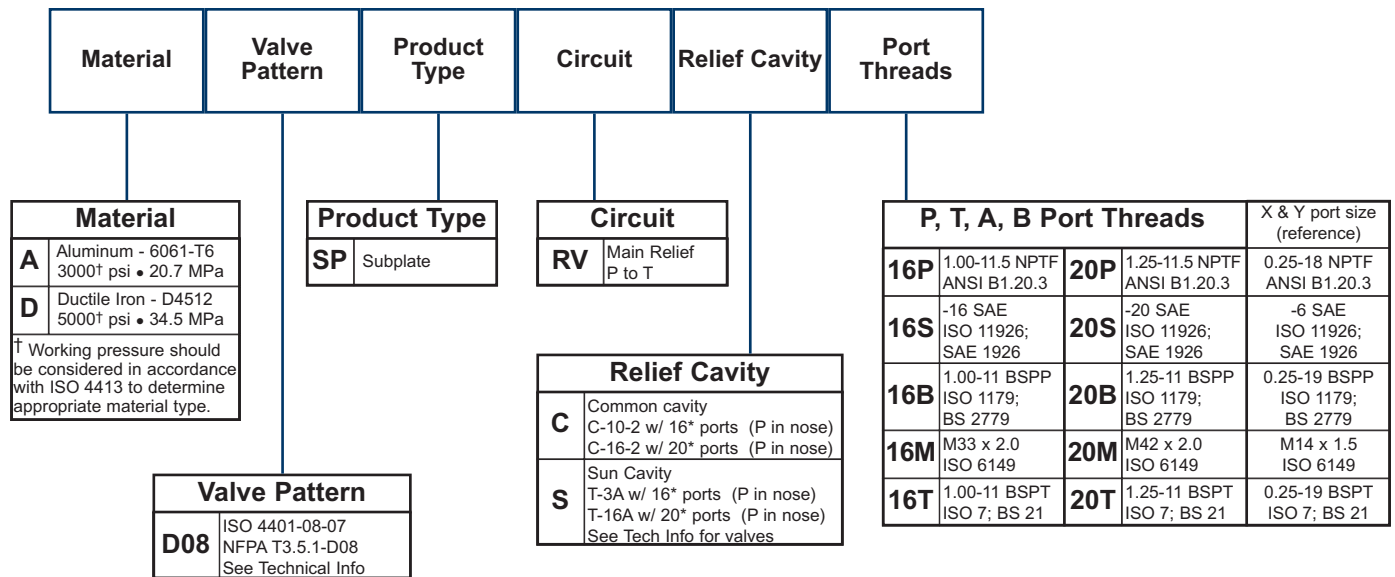 Material
Valve
Pattern
Product
Type
Circuit
Relief Cavity
Port
Threads
Material
A
Aluminum - 6061-T6
3000† psi • 20.7 MPa
D
Ductile Iron - D4512
5000† psi • 34.5 MPa
† Working pressure should
be considered in accordance
with ISO 4413 to determine
appropriate material type.
Valve Pattern
D08
ISO 4401-08-07
NFPA T3.5.1-D08
See Technical Info
Product Type
SP
Subplate
Circuit
RV
Main Relief
P to T
Relief Cavity
C
Common cavity
C-10-2 w/ 16* ports (P in nose)
C-16-2 w/ 20* ports (P in nose)
S
Sun Cavity
T-3A w/ 16* ports (P in nose)
T-16A w/ 20* ports (P in nose)
See Tech Info for valves
P, T, A, B Port Threads
X & Y port size
(reference)
16P
1.00-11.5 NPTF
ANSI B1.20.3
20P
1.25-11.5 NPTF
ANSI B1.20.3
0.25-18 NPTF
ANSI B1.20.3
16S
-16 SAE
ISO 11926;
SAE 1926
20S
-20 SAE
ISO 11926;
SAE 1926
-6 SAE
ISO 11926;
SAE 1926
16B
1.00-11 BSPP
ISO 1179;
BS 2779
20B
1.25-11 BSPP
ISO 1179;
BS 2779
0.25-19 BSPP
ISO 1179;
BS 2779
16M
M33 x 2.0
ISO 6149
20M
M42 x 2.0
ISO 6149
M14 x 1.5
ISO 6149
16T
1.00-11 BSPT
ISO 7; BS 21
20T
1.25-11 BSPT
ISO 7; BS 21
0.25-19 BSPT
ISO 7; BS 21